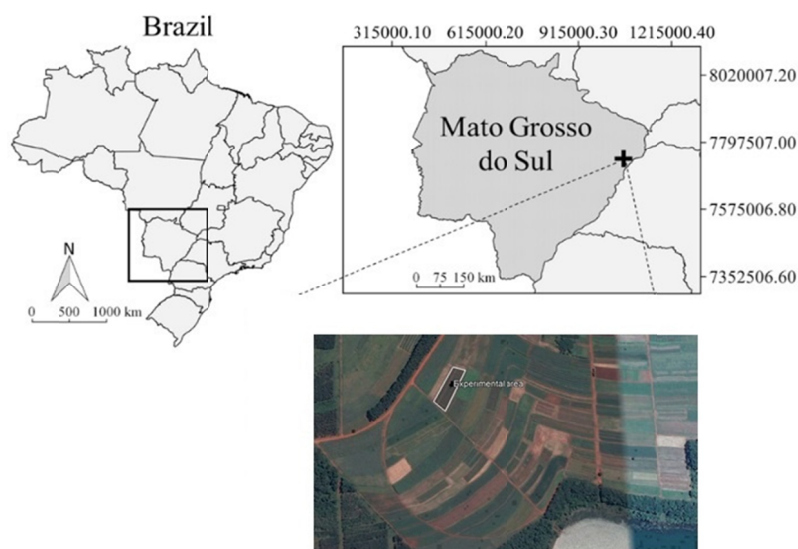 Brazil
315000.10 615000.20 915000.30 1215000.40
8020007.20
Mato Grosso
do Sul
7797507.00
7575006.80
7352506.60
0 75 150 km
N
0 500 1000 km
Experimental area